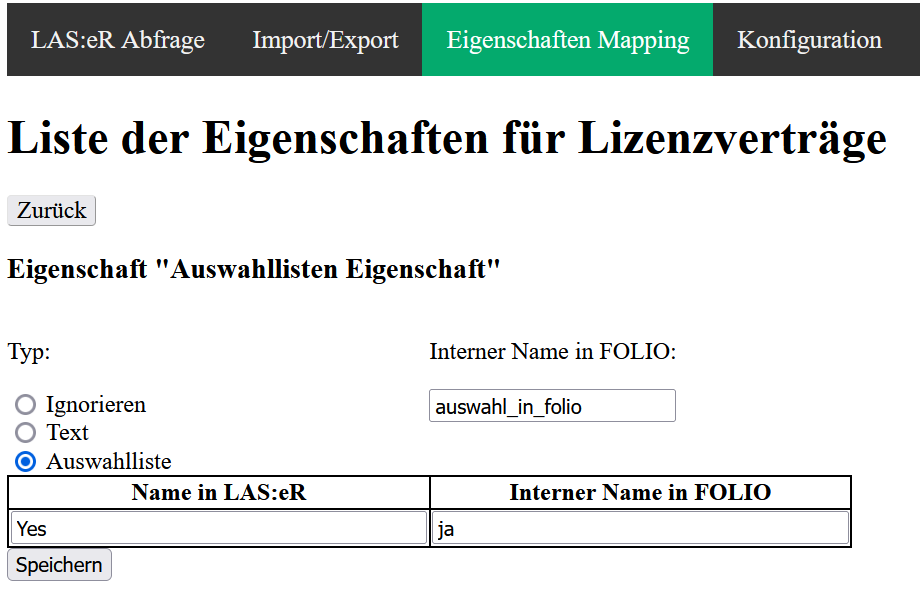 LAS:eR Abfrage Import/Export Eigenschaften Mapping Konfiguration
Liste der Eigenschaften für Lizenzverträge
Zurück
Eigenschaft "Auswahllisten Eigenschaft"
Typ: Interner Name in FOLIO:
Ignorieren auswahl_in_folio
Text
Auswahlliste
Name in LAS:eR Interner Name in FOLIO
Yes ja
Speichern